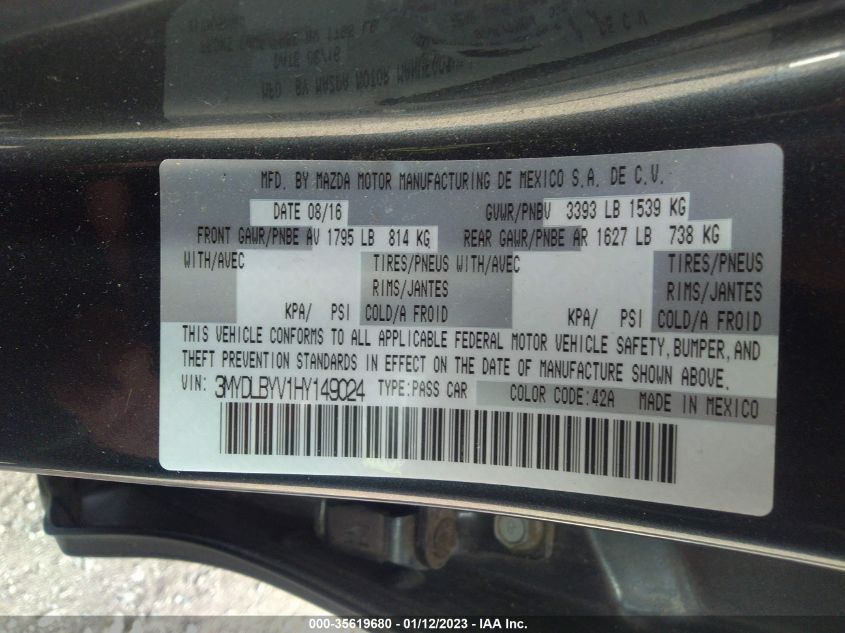 MFD. BY MAZDA MOTOR MANUFACTURING DE MEXICO S.A. DE C.V.
DATE 08/16 GVWR/PNBV 3393 LB 1539 KG
FRONT GAWR/PNBE AV 1795 LB 814 KG REAR GAWR/PNBE AR 1627 LB 738 KG
WITH/AVEC TIRES/PNEUS WITH/AVEC TIRES/PNEUS
RIMS/JANTES RIMS/JANTES
KPA/ PSI COLD/A FROID KPA/ PSI COLD/A FROID
THIS VEHICLE CONFORMS TO ALL APPLICABLE FEDERAL MOTOR VEHICLE SAFETY, BUMPER, AND
THEFT PREVENTION STANDARDS IN EFFECT ON THE DATE OF MANUFACTURE SHOWN ABOVE.
VIN: 3MYDLBYV1HY149024 TYPE:PASS CAR COLOR CODE:42A MADE IN MEXICO
000-35619680 - 01/12/2023 - IAA Inc.